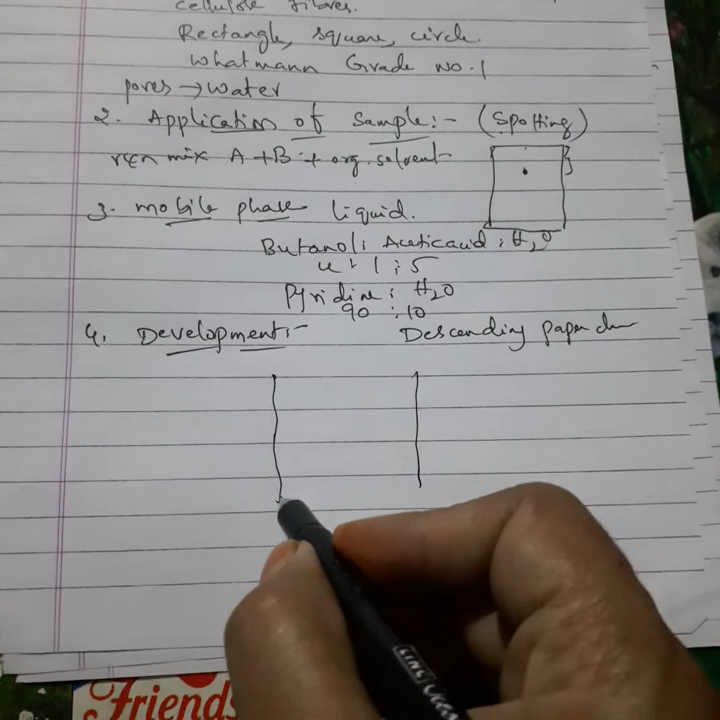 cellulose fibres.
Rectangle, square, circle.
Whatmann Grade No. 1
pores → water
2. Application of Sample:- (Spotting)
rxn mix A + B + org. solvent
3. mobile phase liquid.
Butanol : Acetic acid : H2O
4 : 1 : 5
Pyridine : H2O
90 : 10
4. Development:- Descending paper
Friends